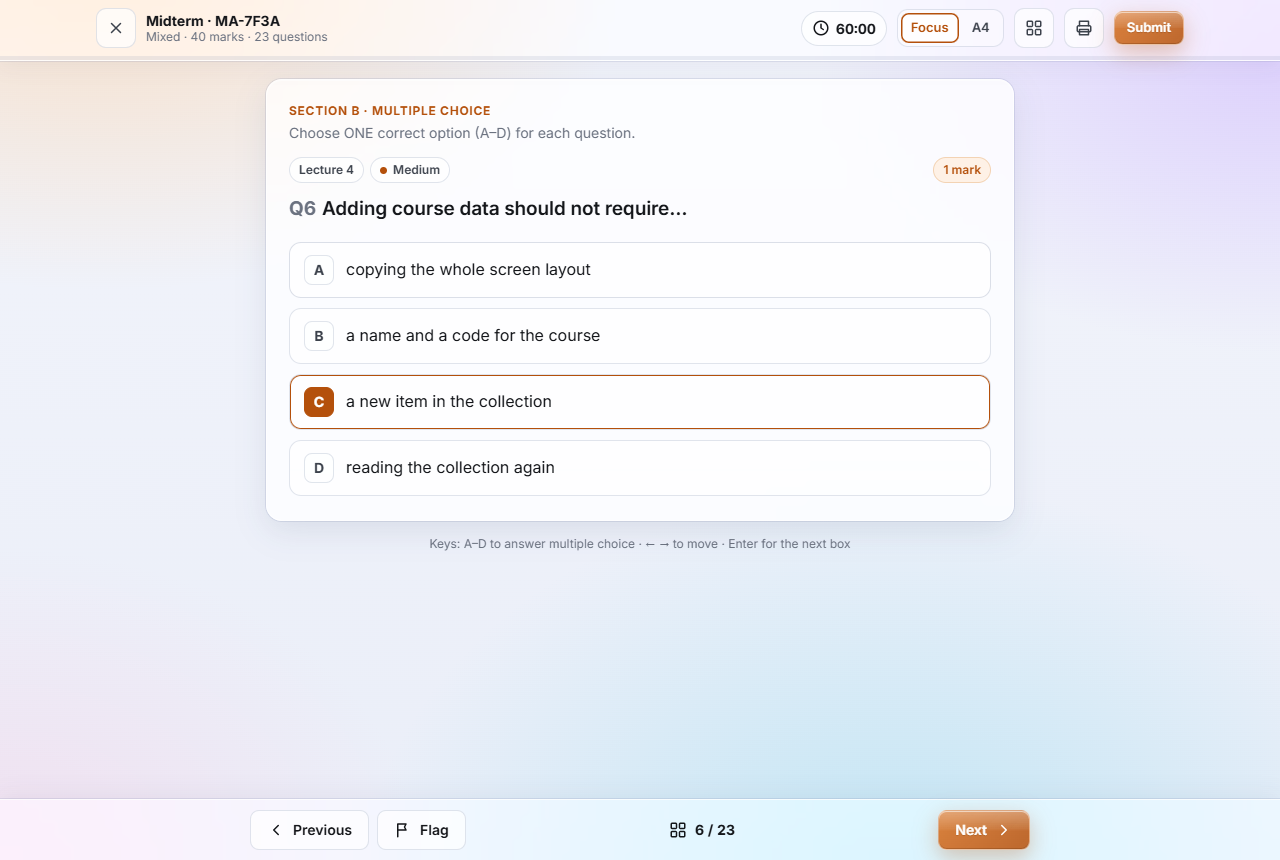 Midterm · MA-7F3A
Mixed · 40 marks · 23 questions
60:00
Focus
A4
Submit
SECTION B · MULTIPLE CHOICE
Choose ONE correct option (A–D) for each question.
Lecture 4
Medium
1 mark
Q6 Adding course data should not require...
A copying the whole screen layout
B a name and a code for the course
C a new item in the collection
D reading the collection again
Keys: A–D to answer multiple choice · ← → to move · Enter for the next box
Previous
Flag
6 / 23
Next